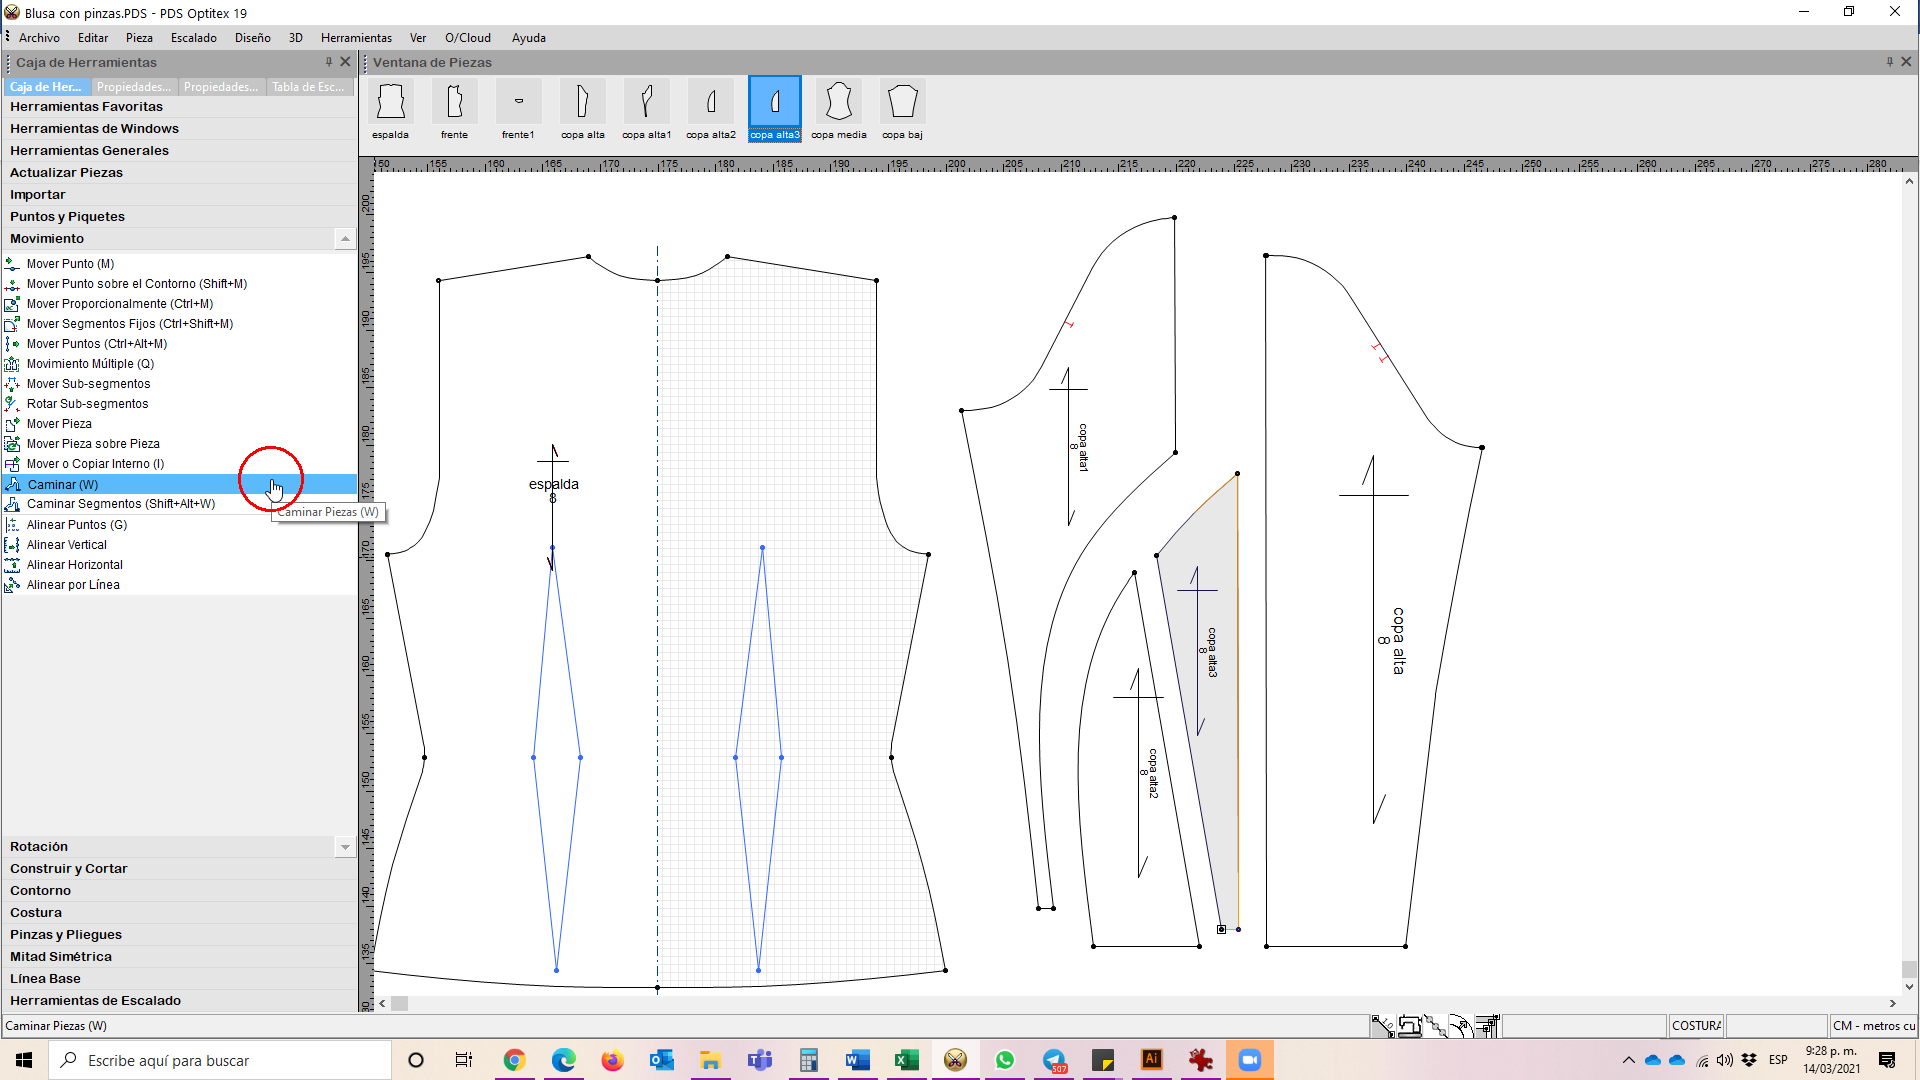 Blusa con pinzas.PDS - PDS Optitex 19
Archivo Editar Pieza Escalado Diseño 3D Herramientas Ver O/Cloud Ayuda
Caja de Herramientas
Ventana de Piezas
Caja de Her... Propiedades... Propiedades... Tabla de Esc...
Herramientas Favoritas
Herramientas de Windows
Herramientas Generales
Actualizar Piezas
Importar
Puntos y Piquetes
Movimiento
Mover Punto (M)
Mover Punto sobre el Contorno (Shift+M)
Mover Proporcionalmente (Ctrl+M)
Mover Segmentos Fijos (Ctrl+Shift+M)
Mover Puntos (Ctrl+Alt+M)
Movimiento Múltiple (Q)
Mover Sub-segmentos
Rotar Sub-segmentos
Mover Pieza
Mover Pieza sobre Pieza
Mover o Copiar Interno (I)
Caminar (W)
Caminar Segmentos (Shift+Alt+W)
Caminar Piezas (W)
Alinear Puntos (G)
Alinear Vertical
Alinear Horizontal
Alinear por Línea
Rotación
Construir y Cortar
Contorno
Costura
Pinzas y Pliegues
Mitad Simétrica
Línea Base
Herramientas de Escalado
espalda frente frente1 copa alta copa alta1 copa alta2 copa alta3 copa media copa baj
150 155 160 165 170 175 180 185 190 195 200 205 210 215 220 225 230 235 240 245 250 255 260 265 270 275 280
200
195
190
185
180
175
170
165
160
155
150
145
140
135
130
espalda
8
copa alta1
8
copa alta2
8
copa alta3
8
copa alta
8
Caminar Piezas (W)
COSTURA
CM - metros cu
Escribe aquí para buscar
507
ESP
9:28 p. m.
14/03/2021